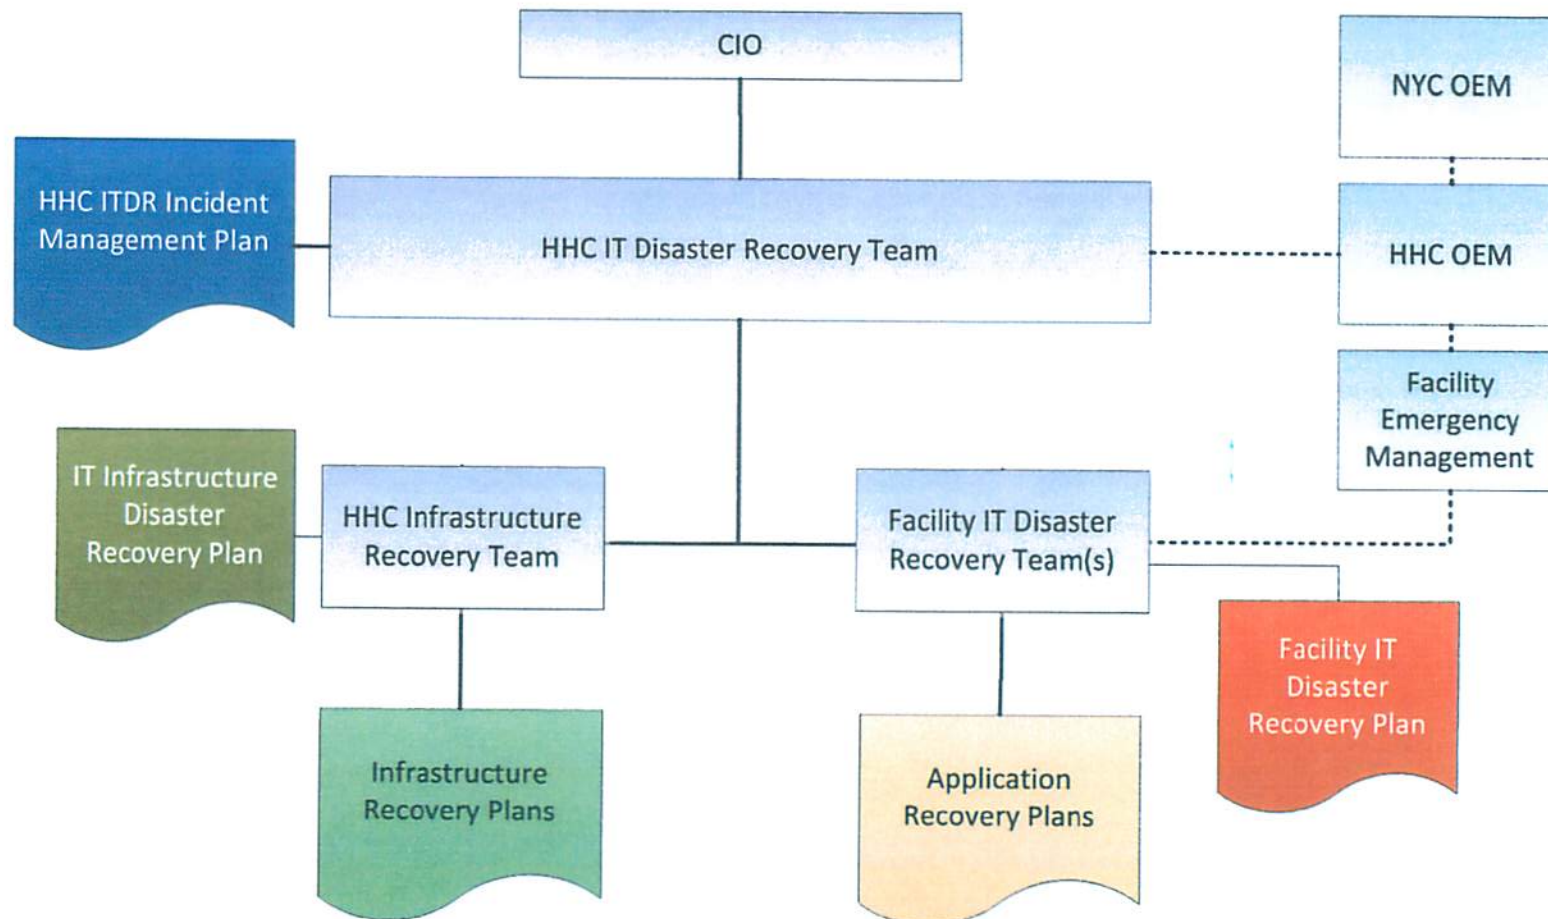 CIO
NYC OEM
HHC ITDR Incident
Management Plan
HHC IT Disaster Recovery Team
HHC OEM
Facility
Emergency
Management
IT Infrastructure
Disaster
Recovery Plan
HHC Infrastructure
Recovery Team
Facility IT Disaster
Recovery Team(s)
Facility IT
Disaster
Recovery Plan
Infrastructure
Recovery Plans
Application
Recovery Plans